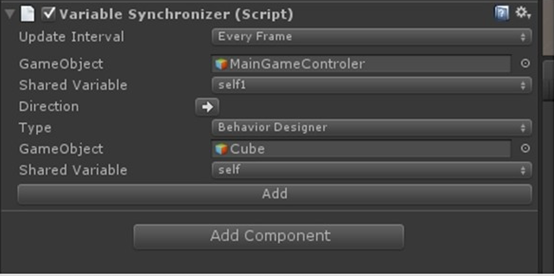 Variable Synchronizer (Script)
Update Interval Every Frame
GameObject MainGameControler
Shared Variable self1
Direction
Type Behavior Designer
GameObject Cube
Shared Variable self
Add
Add Component